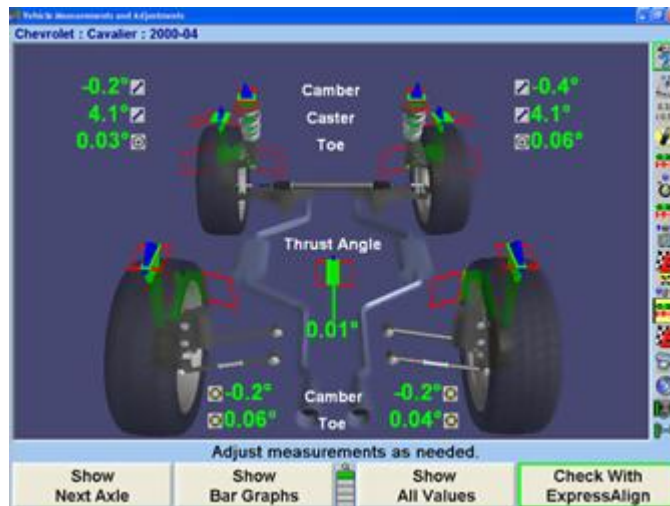 Vehicle Measurements and Adjustments
Chevrolet : Cavalier : 2000-04
-0.2° Camber -0.4°
4.1° Caster 4.1°
0.03° Toe 0.06°
Thrust Angle
0.01°
-0.2° Camber -0.2°
0.06° Toe 0.04°
Adjust measurements as needed.
Show Next Axle
Show Bar Graphs
Show All Values
Check With ExpressAlign